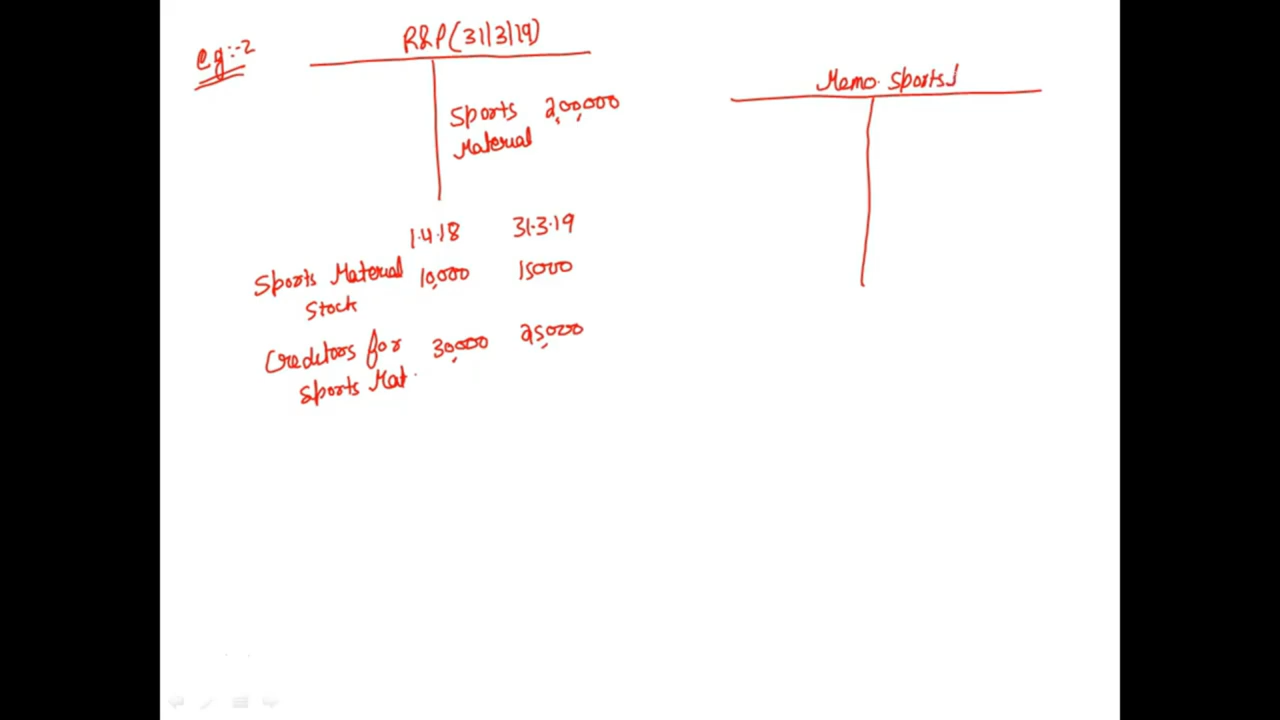 eg:-2
R&P (31/3/19)
Sports 2,00,000
Material
Memo. Sports
1.4.18 31.3.19
Sports Material 10,000 15000
Stock
Creditors for 30,000 25,000
Sports Mat.